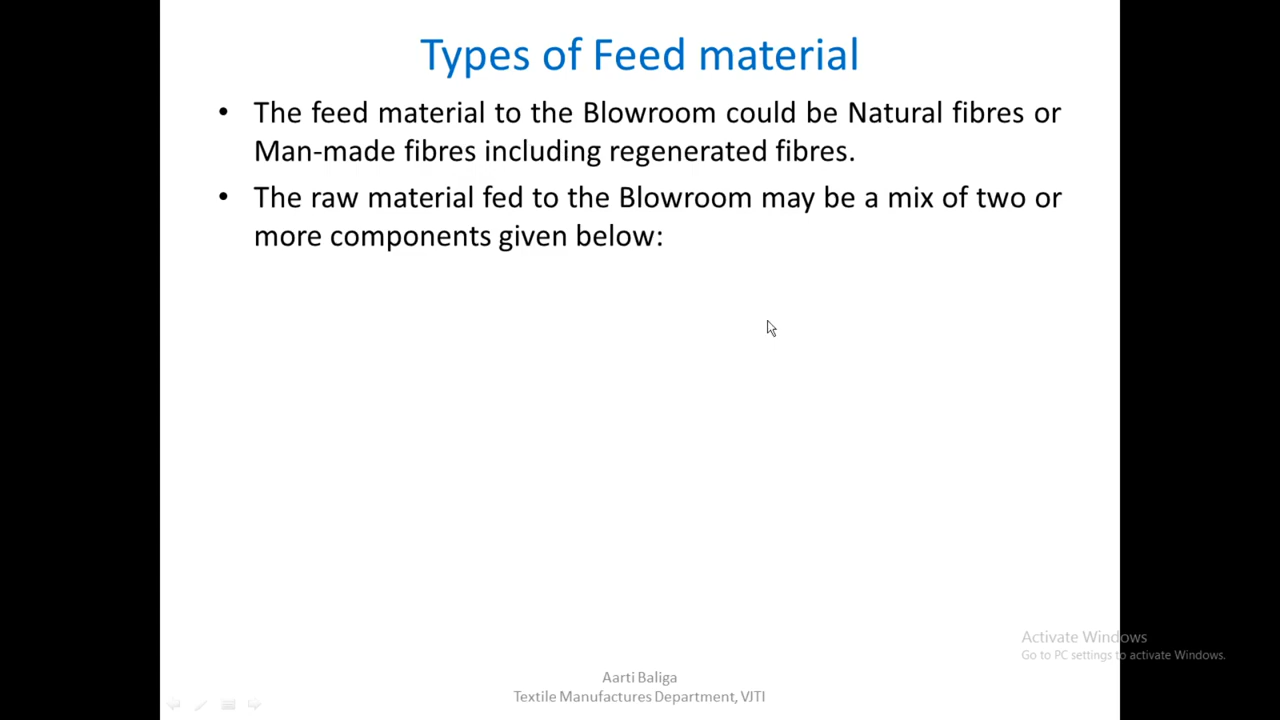 Types of Feed material
• The feed material to the Blowroom could be Natural fibres or
Man-made fibres including regenerated fibres.
• The raw material fed to the Blowroom may be a mix of two or
more components given below:
Activate Windows
Go to PC settings to activate Windows.
Aarti Baliga
Textile Manufactures Department, VJTI